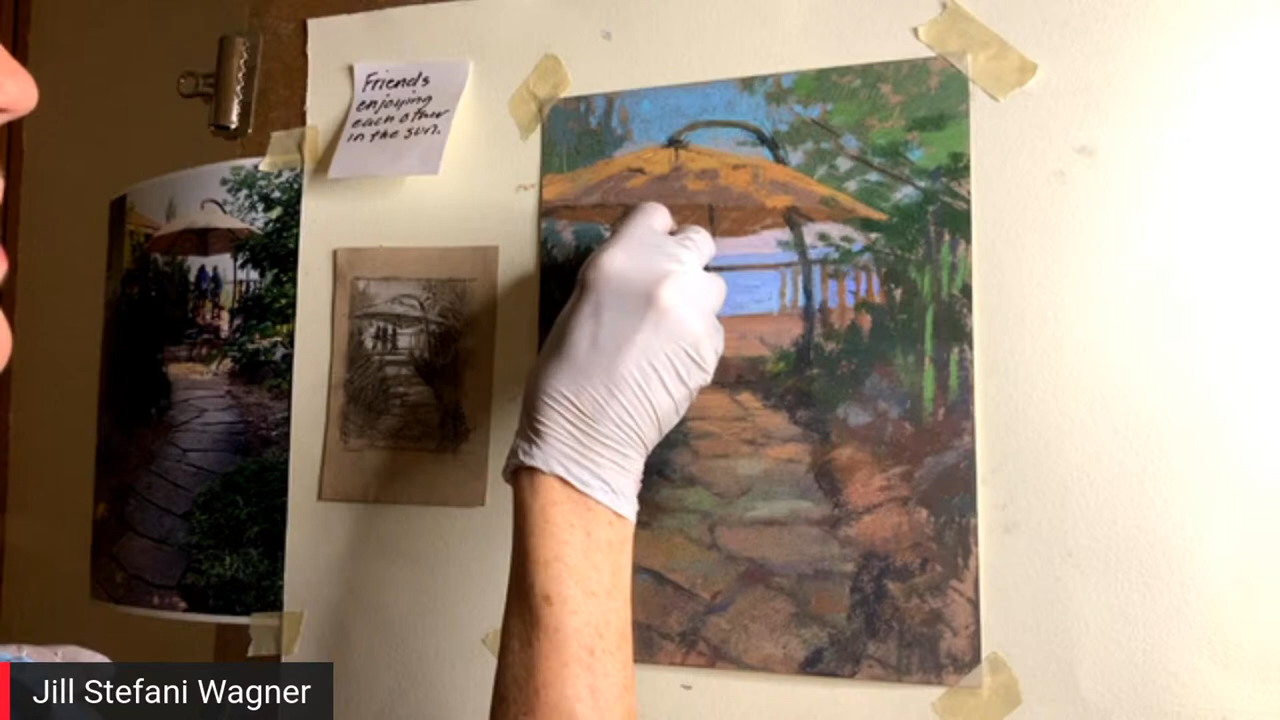 Friends
enjoying
each other
in the sun.
Jill Stefani Wagner